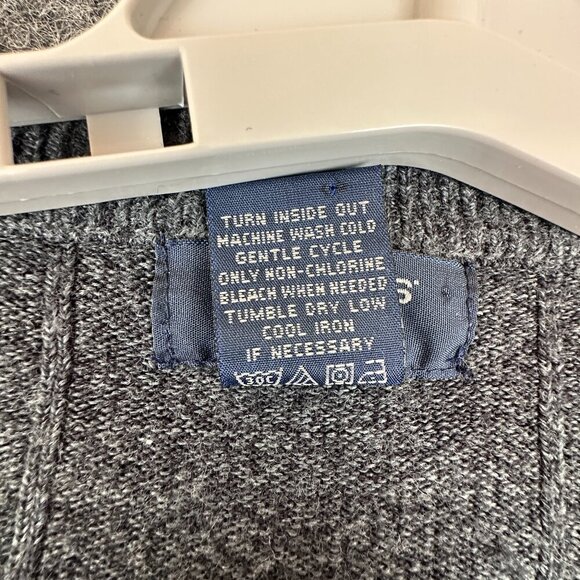 TURN INSIDE OUT
MACHINE WASH COLD
GENTLE CYCLE
ONLY NON-CHLORINE
BLEACH WHEN NEEDED
TUMBLE DRY LOW
COOL IRON
IF NECESSARY
30C
S